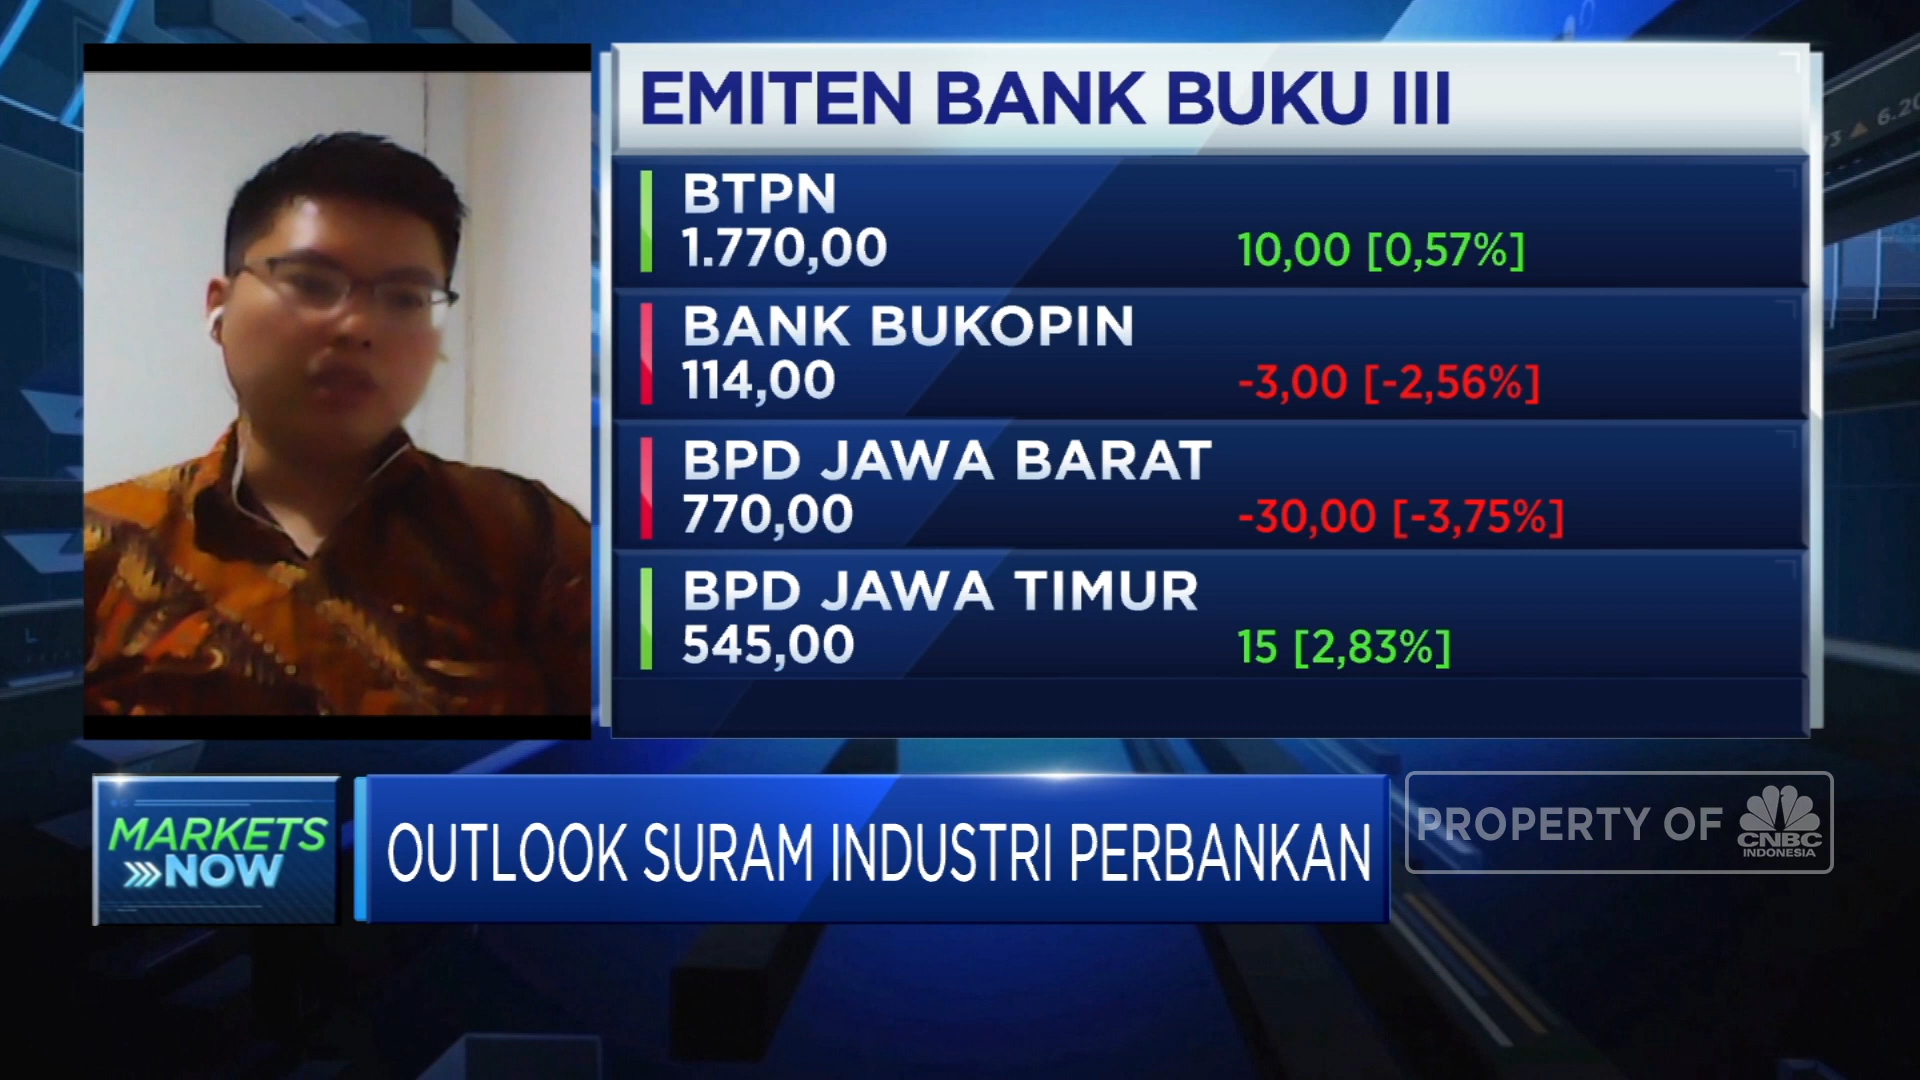 EMITEN BANK BUKU III
BTPN
1.770,00 10,00 [0,57%]
BANK BUKOPIN
114,00 -3,00 [-2,56%]
BPD JAWA BARAT
770,00 -30,00 [-3,75%]
BPD JAWA TIMUR
545,00 15 [2,83%]
MARKETS
NOW
OUTLOOK SURAM INDUSTRI PERBANKAN
PROPERTY OF
CNBC
INDONESIA